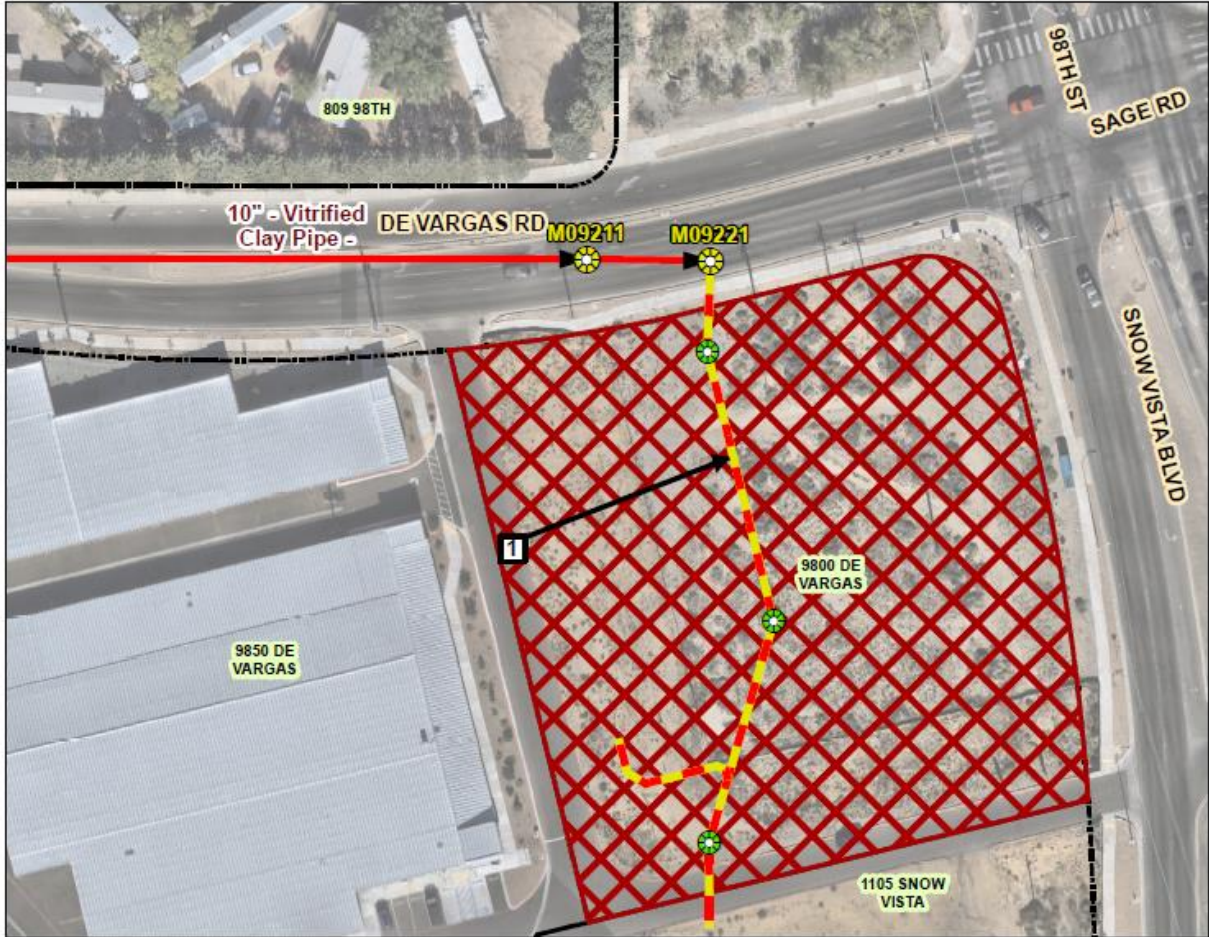 809 98TH
98TH ST
SAGE RD
10" - Vitrified
Clay Pipe -
DE VARGAS RD
M09211
M09221
SNOW VISTA BLVD
1
9800 DE
VARGAS
9850 DE
VARGAS
1105 SNOW
VISTA